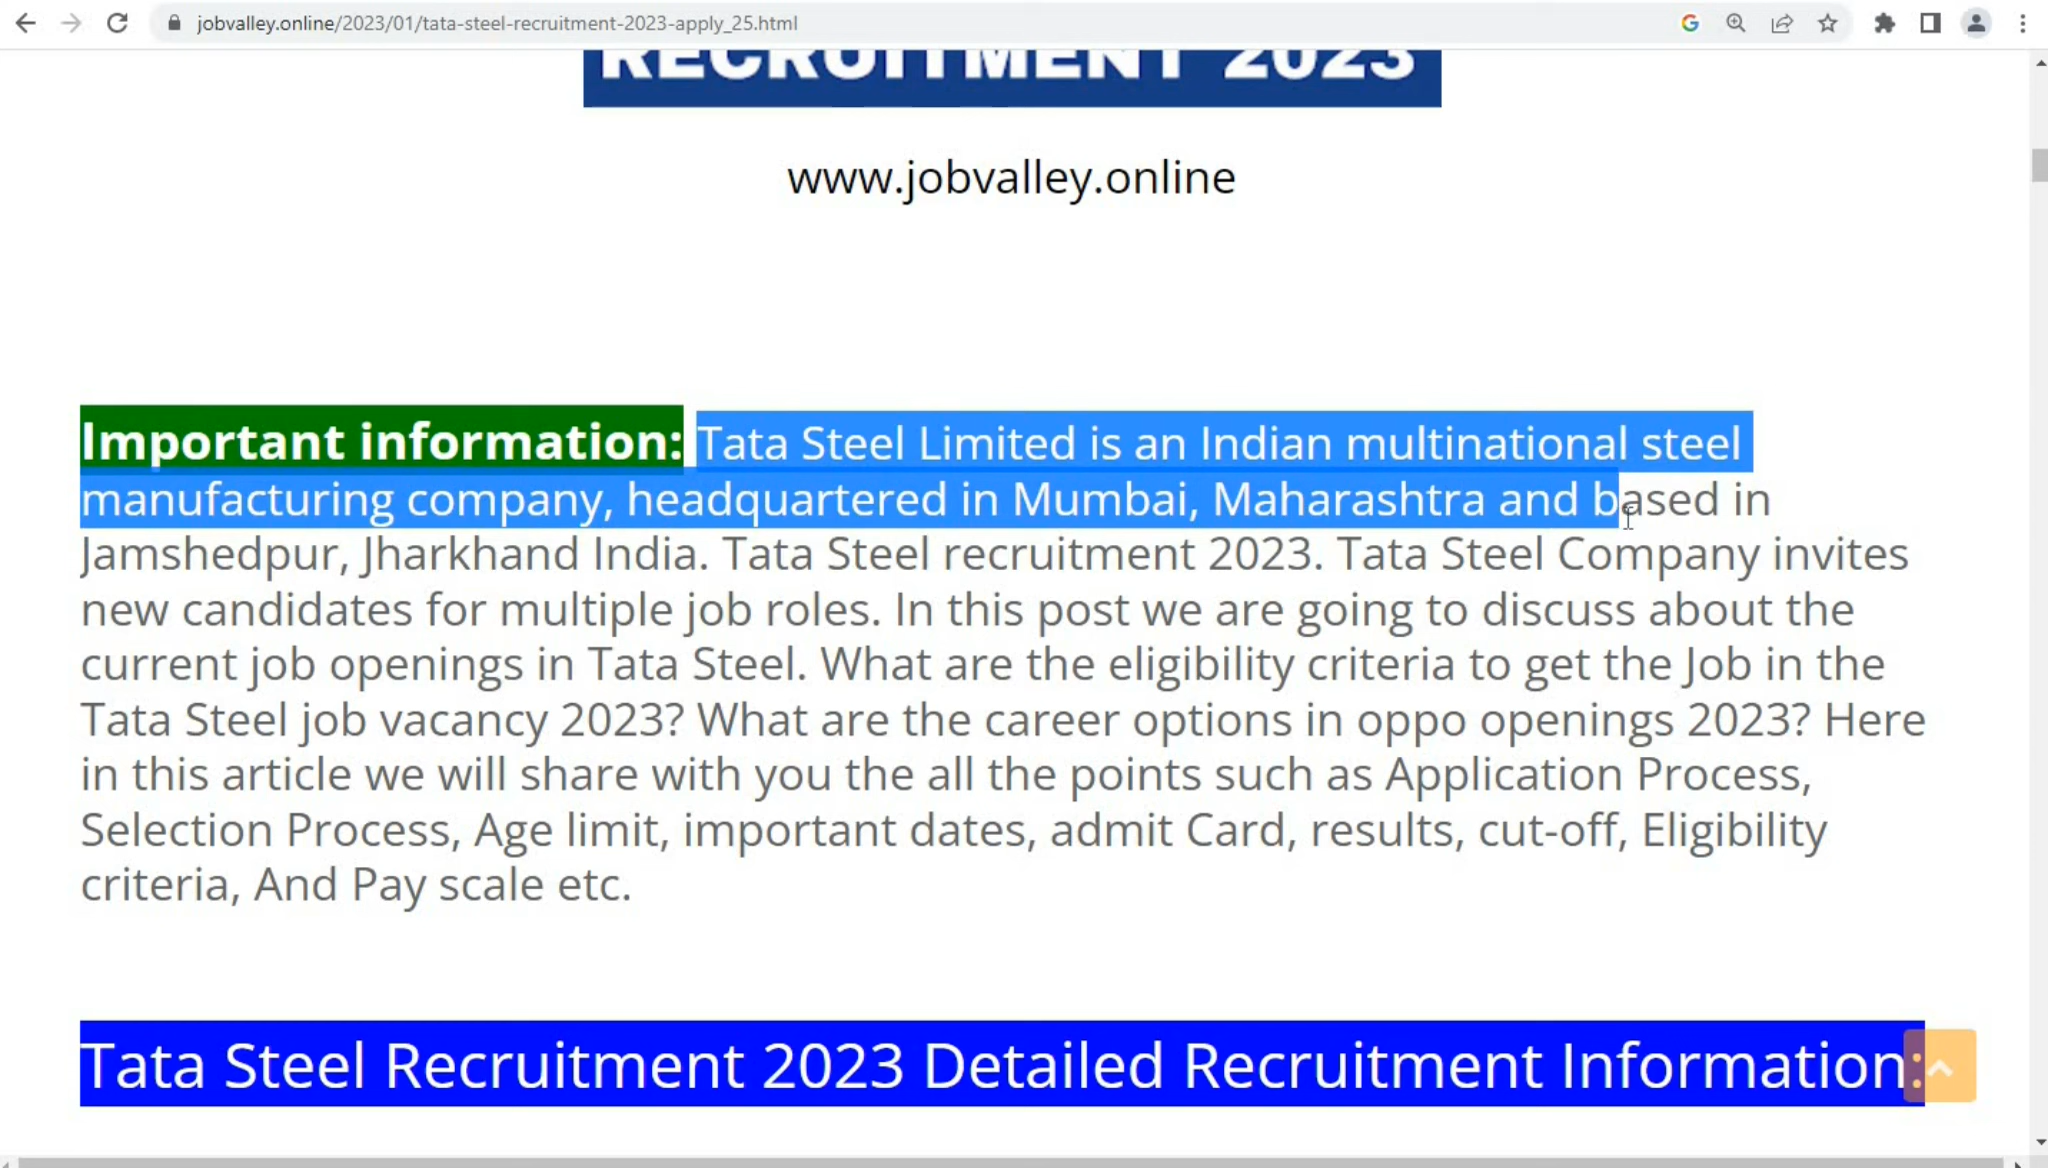 jobvalley.online/2023/01/tata-steel-recruitment-2023-apply_25.html
RECRUITMENT 2023
www.jobvalley.online
Important information: Tata Steel Limited is an Indian multinational steel
manufacturing company, headquartered in Mumbai, Maharashtra and based in
Jamshedpur, Jharkhand India. Tata Steel recruitment 2023. Tata Steel Company invites
new candidates for multiple job roles. In this post we are going to discuss about the
current job openings in Tata Steel. What are the eligibility criteria to get the Job in the
Tata Steel job vacancy 2023? What are the career options in oppo openings 2023? Here
in this article we will share with you the all the points such as Application Process,
Selection Process, Age limit, important dates, admit Card, results, cut-off, Eligibility
criteria, And Pay scale etc.
Tata Steel Recruitment 2023 Detailed Recruitment Information: